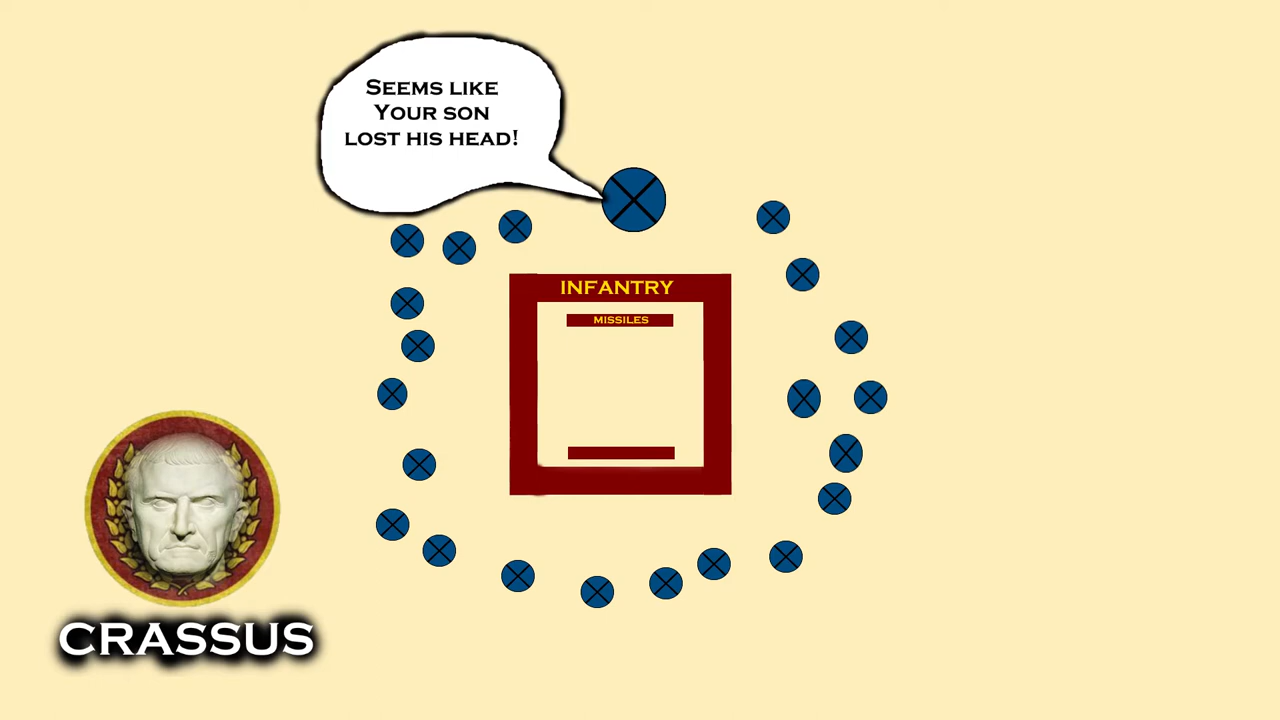 Seems like
Your son
lost his head!
INFANTRY
MISSILES
CRASSUS